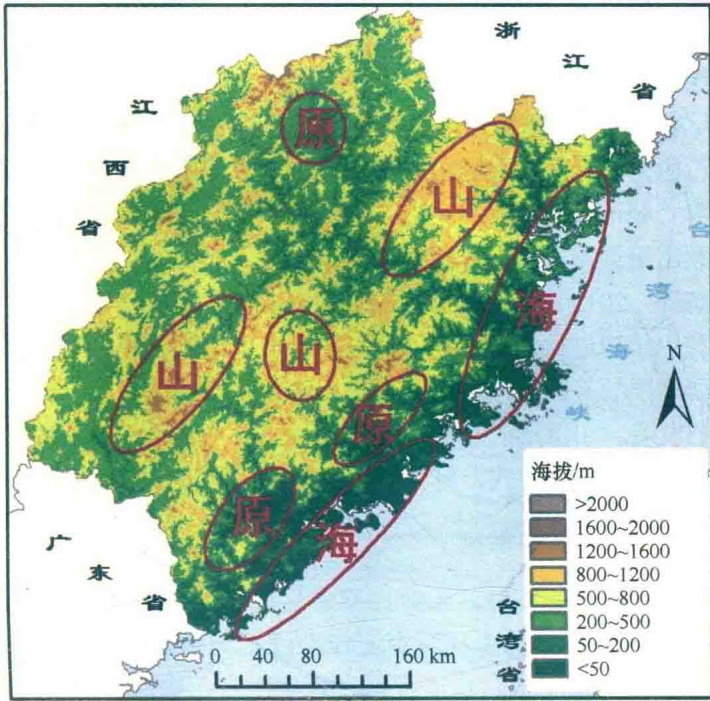 浙江省
江西省
原
山
海
台湾海峡
山
山
原
N
原
海
广东省
台湾省
0 40 80 160 km
海拔/m
>2000
1600~2000
1200~1600
800~1200
500~800
200~500
50~200
<50